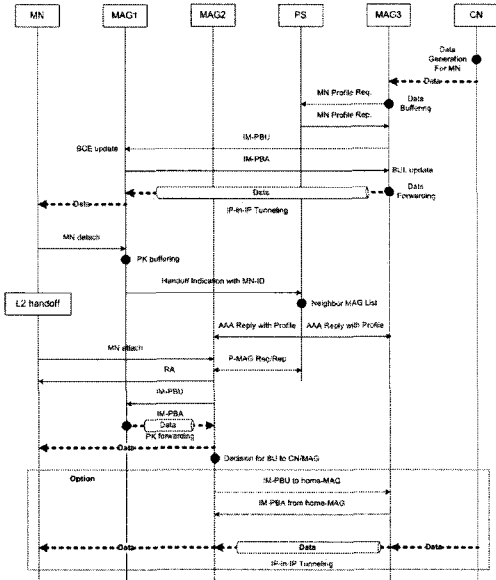 MN MAG1 MAG2 PS MAG3 CN
Data
Generation
For MN
Data
MN Profile Req.
Data
Buffering
MN Profile Rep.
IM-PBU
BCE update
IM-PBA
BUL update
Data
Data
Forwarding
Data
IP-in-IP Tunneling
MN detach
PK buffering
Handoff Indication with MN-ID
L2 handoff
Neighbor MAG List
AAA Reply with Profile
AAA Reply with Profile
MN attach
P-MAG Req/Rep
RA
IM-PBU
IM-PBA
Data
PK forwarding
Data
Decision for BU to CN/MAG
Option
IM-PBU to home-MAG
IM-PBA from home-MAG
Data
Data
Data
IP-in-IP Tunneling